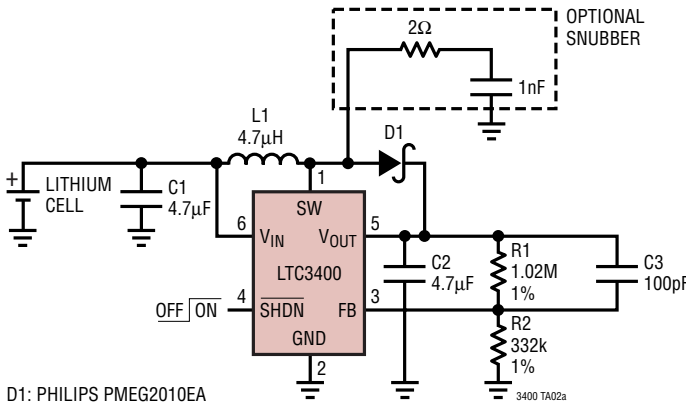 OPTIONAL
SNUBBER
2Ω
1nF
L1
4.7µH
D1
+
LITHIUM
CELL
C1
4.7µF
1
SW
6
VIN
VOUT
5
LTC3400
C2
4.7µF
R1
1.02M
1%
C3
100pF
OFF ON
4
SHDN
FB
3
GND
2
R2
332k
1%
D1: PHILIPS PMEG2010EA
3400 TA02a